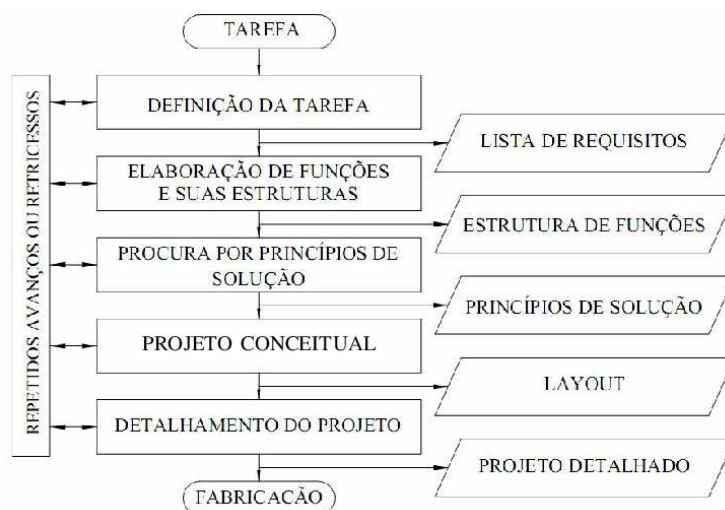 TAREFA
DEFINIÇÃO DA TAREFA
LISTA DE REQUISITOS
ELABORAÇÃO DE FUNÇÕES
E SUAS ESTRUTURAS
ESTRUTURA DE FUNÇÕES
PROCURA POR PRINCÍPIOS DE
SOLUÇÃO
PRINCÍPIOS DE SOLUÇÃO
PROJETO CONCEITUAL
LAYOUT
DETALHAMENTO DO PROJETO
PROJETO DETALHADO
FABRICACÃO
REPETIDOS AVANÇOS OU RETRICESSOS